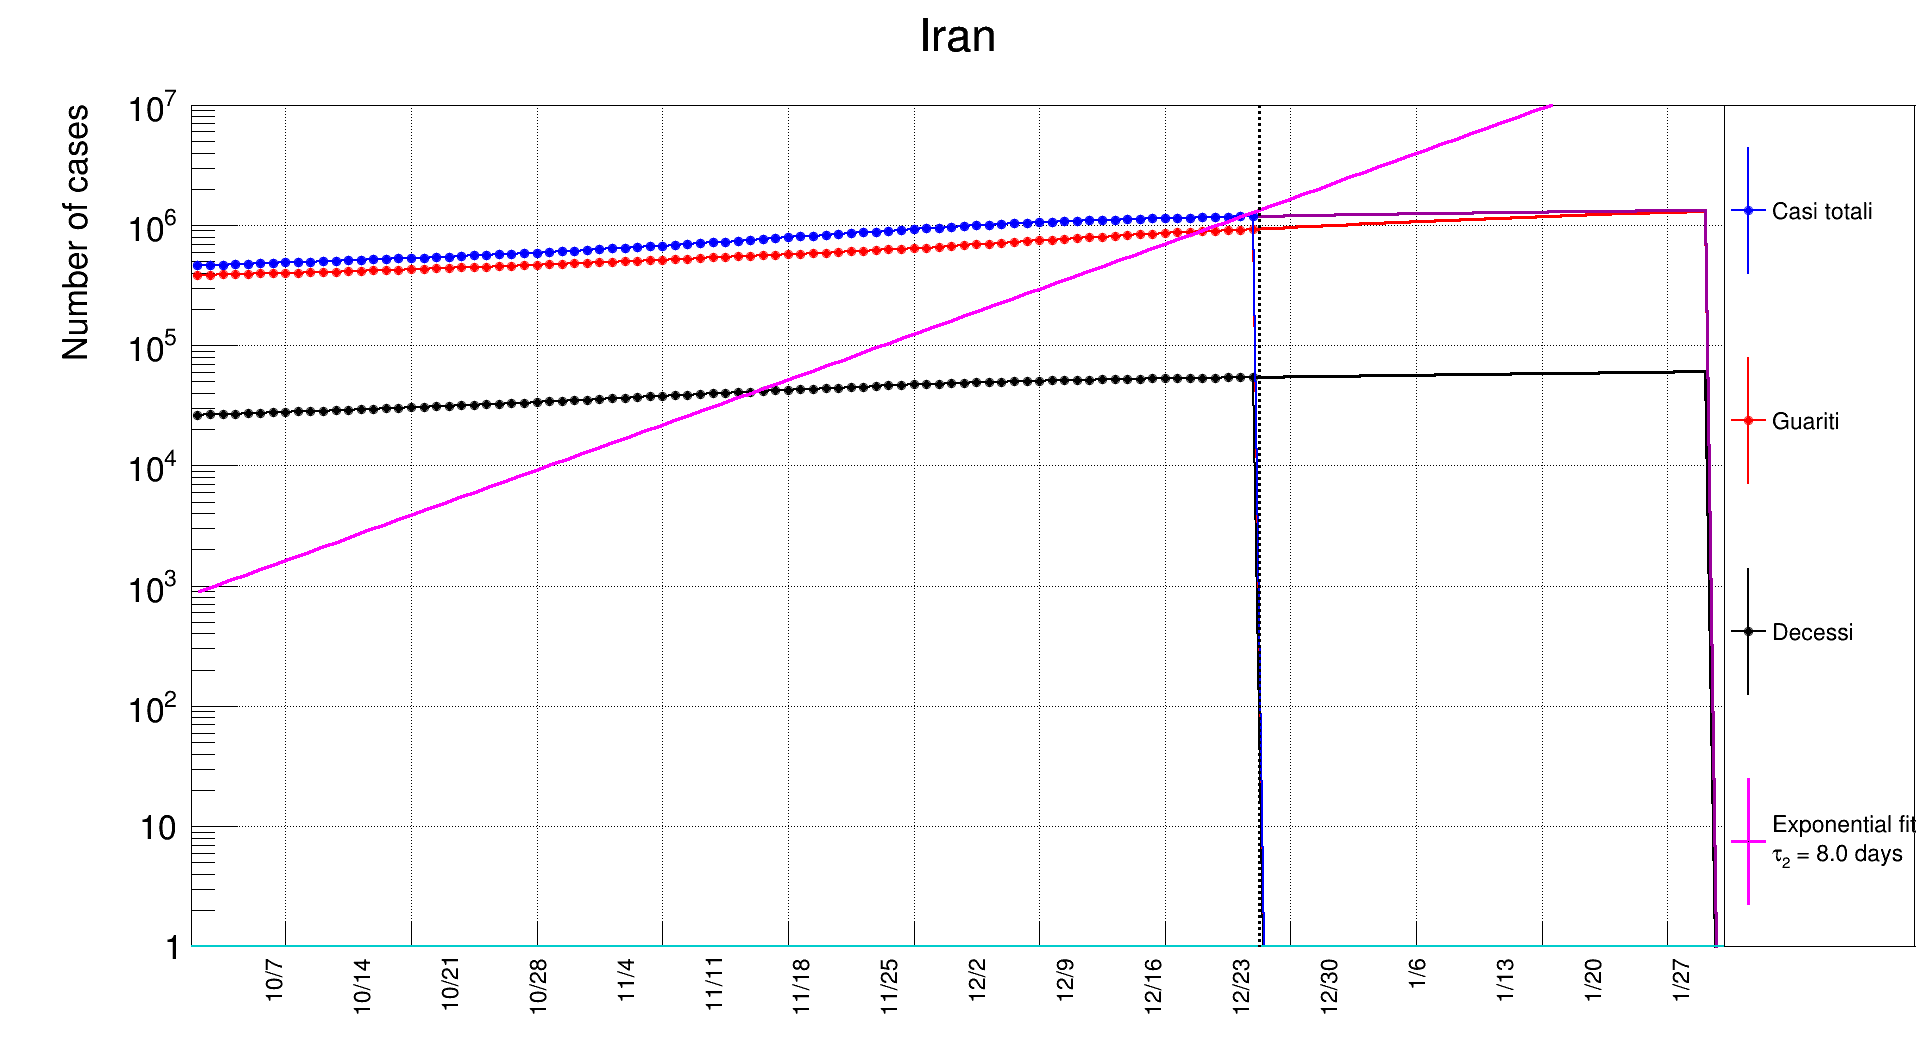 Iran
Number of cases
10^7
10^6
10^5
10^4
10^3
10^2
10
1
10/7 10/14 10/21 10/28 11/4 11/11 11/18 11/25 12/2 12/9 12/16 12/23 12/30 1/6 1/13 1/20 1/27
Casi totali
Guariti
Decessi
Exponential fit
τ_2 = 8.0 days